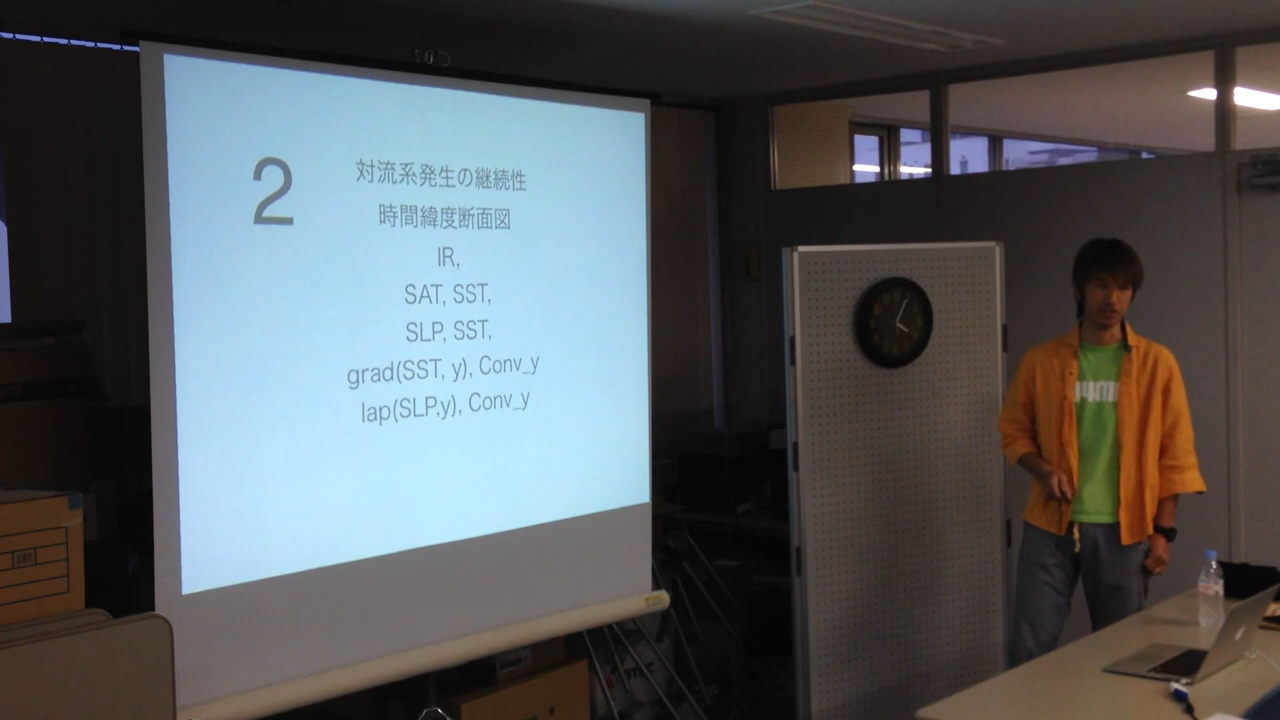 2
対流系発生の継続性
時間緯度断面図
IR,
SAT, SST,
SLP, SST,
grad(SST, y), Conv_y
lap(SLP,y), Conv_y